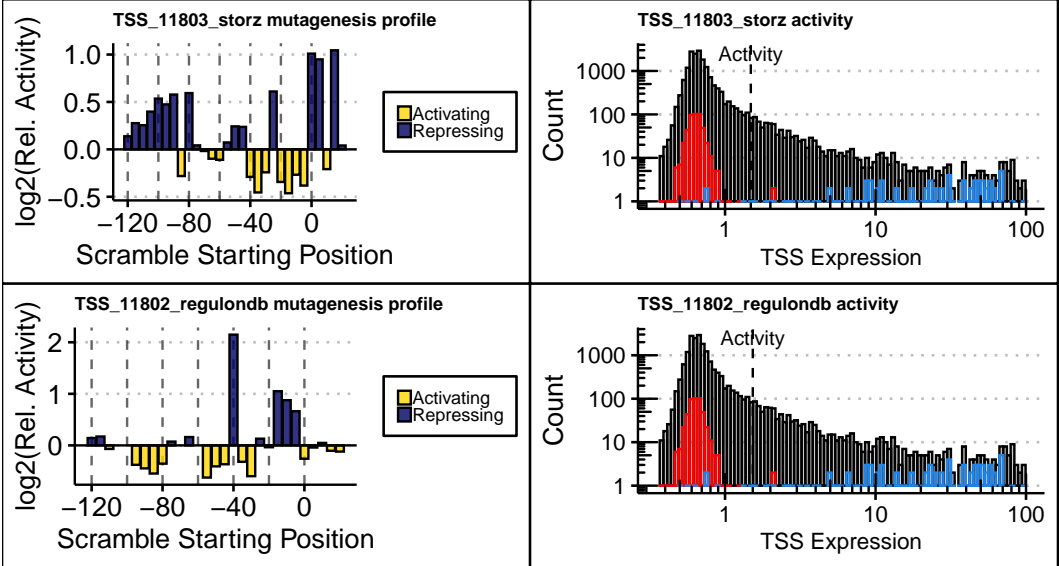 TSS_11803_storz mutagenesis profile
log2(Rel. Activity)
1.0
0.5
0.0
−0.5
−120 −80 −40 0
Scramble Starting Position
Activating
Repressing
TSS_11803_storz activity
Activity
Count
1000
100
10
1
1 10 100
TSS Expression
TSS_11802_regulondb mutagenesis profile
log2(Rel. Activity)
2
1
0
−120 −80 −40 0
Scramble Starting Position
Activating
Repressing
TSS_11802_regulondb activity
Activity
Count
1000
100
10
1
1 10 100
TSS Expression